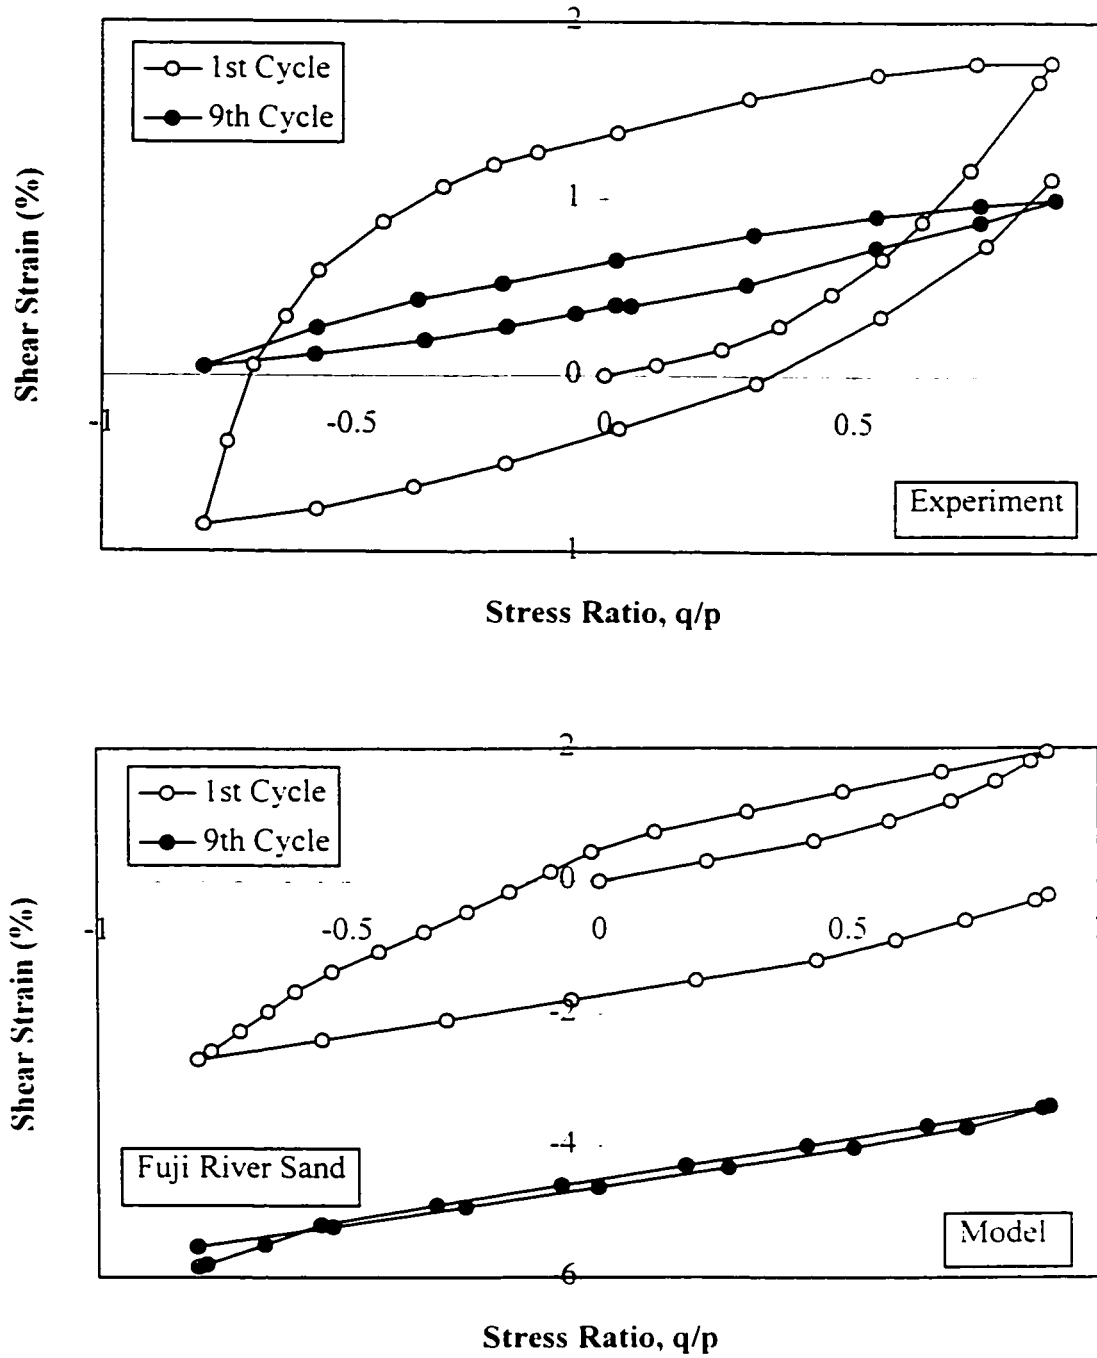 2
1st Cycle
9th Cycle
Shear Strain (%)
1
0
-1
-0.5
0
0.5
Experiment
1
Stress Ratio, q/p
2
1st Cycle
9th Cycle
Shear Strain (%)
0
-1
-0.5
0
0.5
-2
-4
Fuji River Sand
Model
-6
Stress Ratio, q/p